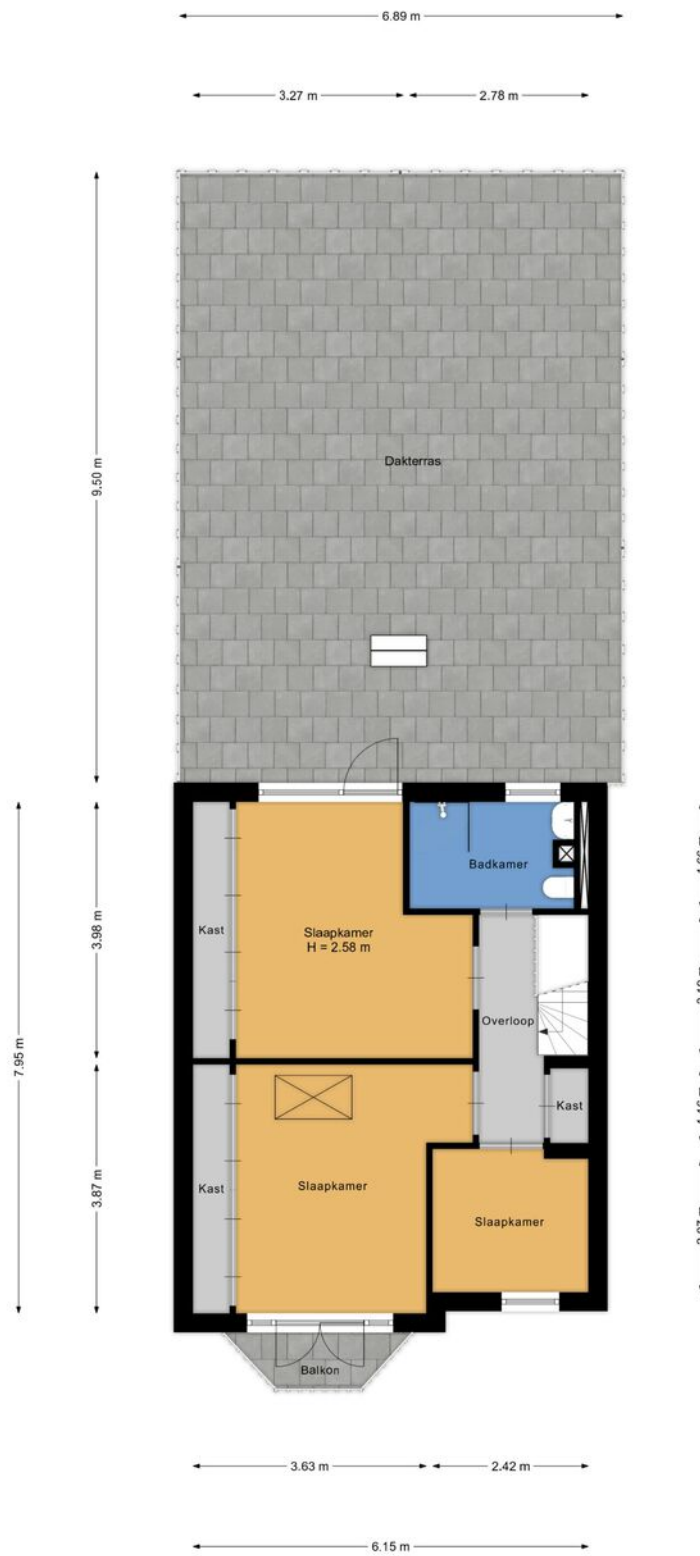 6.89 m
3.27 m
2.78 m
9.50 m
Dakterras
Badkamer
Kast
Slaapkamer
H = 2.58 m
3.98 m
Overloop
7.95 m
Kast
Kast
Slaapkamer
3.87 m
Slaapkamer
Balkon
3.63 m
2.42 m
6.15 m